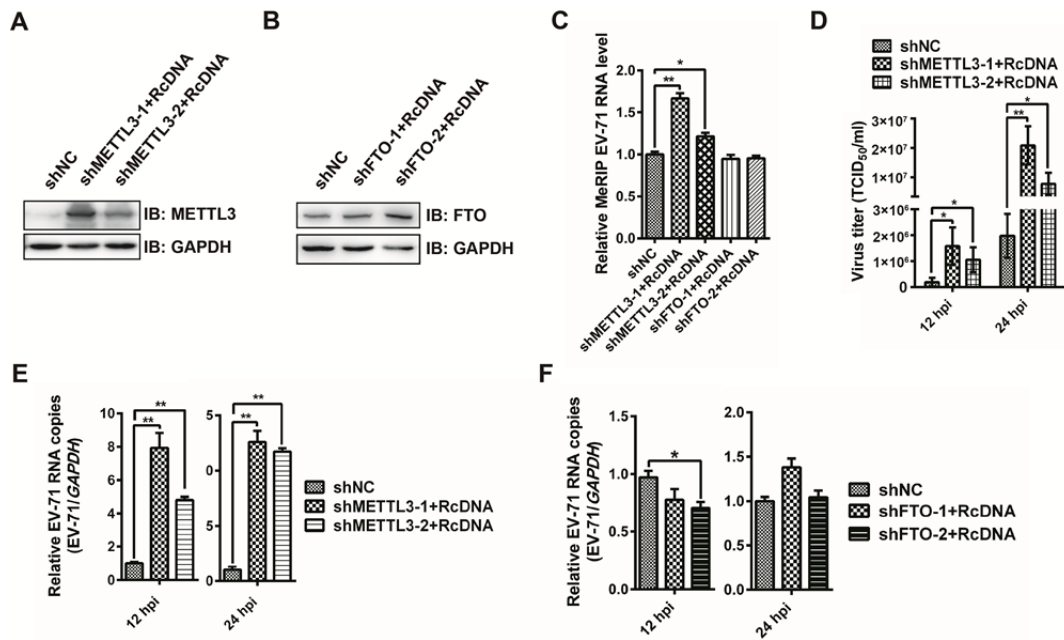 A
shNC
shMETTL3-1+RcDNA
shMETTL3-2+RcDNA
IB: METTL3
IB: GAPDH
B
shNC
shFTO-1+RcDNA
shFTO-2+RcDNA
IB: FTO
IB: GAPDH
C
Relative MeRIP EV-71 RNA level
2.0
1.5
1.0
0.5
0.0
*
**
shNC
shMETTL3-1+RcDNA
shMETTL3-2+RcDNA
shFTO-1+RcDNA
shFTO-2+RcDNA
D
shNC
shMETTL3-1+RcDNA
shMETTL3-2+RcDNA
Virus titer (TCID50/ml)
3×10⁷
2×10⁷
1×10⁷
3×10⁶
2×10⁶
1×10⁶
0
*
*
*
**
12 hpi
24 hpi
E
Relative EV-71 RNA copies
(EV-71/GAPDH)
10
8
6
4
2
0
**
**
12 hpi
5
0
5
0
**
**
24 hpi
shNC
shMETTL3-1+RcDNA
shMETTL3-2+RcDNA
F
Relative EV-71 RNA copies
(EV-71/GAPDH)
1.5
1.0
0.5
0.0
*
12 hpi
2.0
1.5
1.0
0.5
0.0
24 hpi
shNC
shFTO-1+RcDNA
shFTO-2+RcDNA